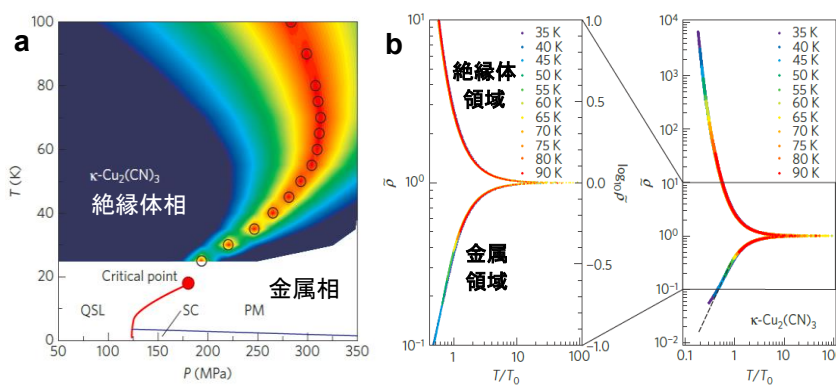 a
100
80
60
40
20
0
T (K)
κ-Cu₂(CN)₃
絶縁体相
Critical point
金属相
QSL
SC
PM
50
100
150
200
250
300
350
P (MPa)
b
10¹
10⁰
10⁻¹
ρ̃
絶縁体
領域
金属
領域
35 K
40 K
45 K
50 K
55 K
60 K
65 K
70 K
75 K
80 K
90 K
1.0
0.5
0.0
−0.5
−1.0
log₁₀ρ̃
1
10
100
T/T₀
10⁴
10³
10²
10¹
10⁰
10⁻¹
10⁻²
ρ̃
35 K
40 K
45 K
50 K
55 K
60 K
65 K
70 K
75 K
80 K
90 K
κ-Cu₂(CN)₃
0.1
1
10
100
T/T₀